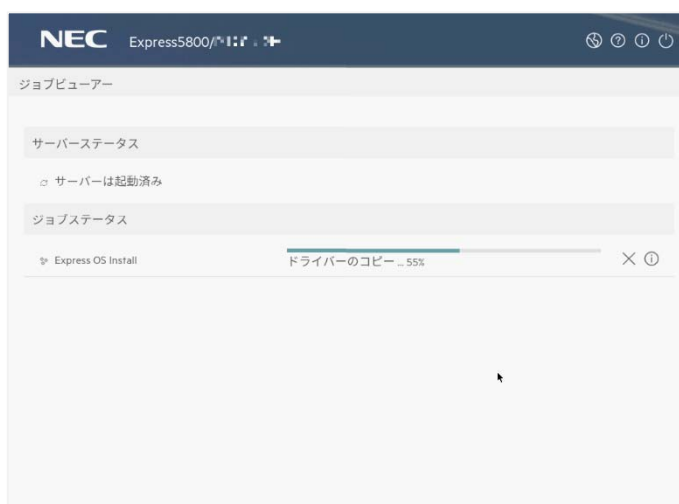 NEC Express5800/
ジョブビューアー
サーバーステータス
サーバーは起動済み
ジョブステータス
Express OS Install
ドライバーのコピー ... 55%